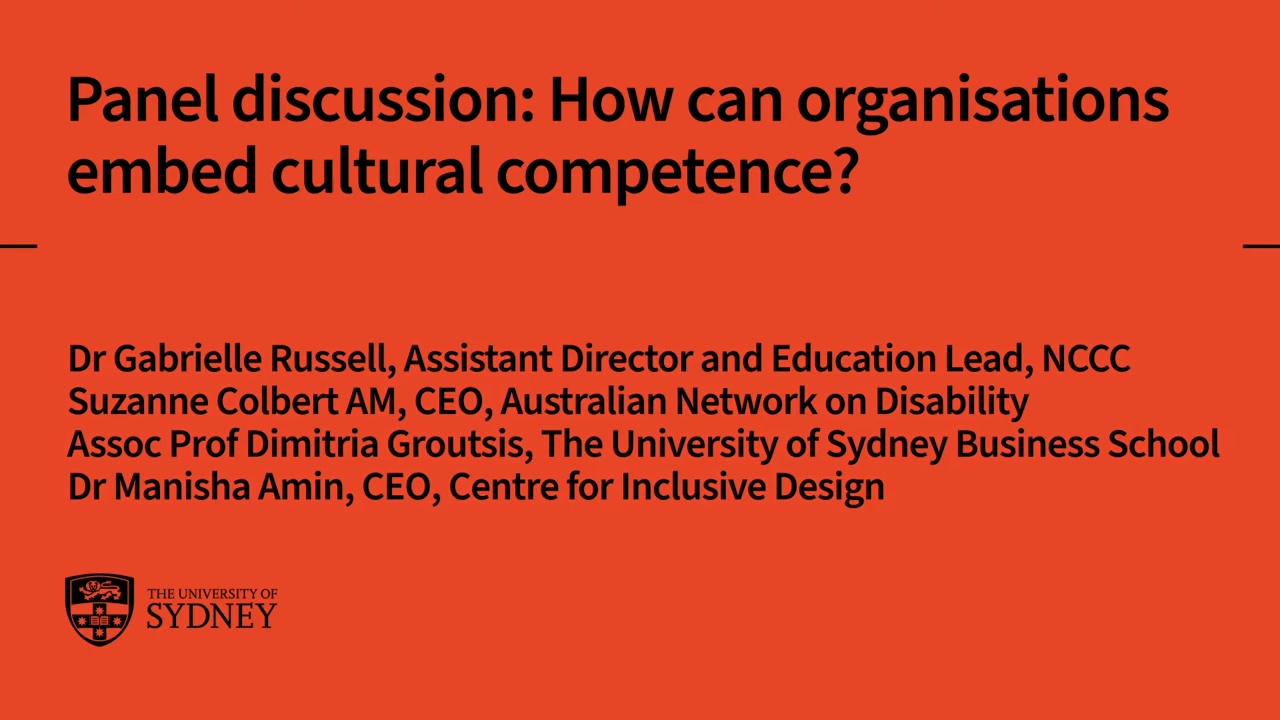 Panel discussion: How can organisations
embed cultural competence?
Dr Gabrielle Russell, Assistant Director and Education Lead, NCCC
Suzanne Colbert AM, CEO, Australian Network on Disability
Assoc Prof Dimitria Groutsis, The University of Sydney Business School
Dr Manisha Amin, CEO, Centre for Inclusive Design
THE UNIVERSITY OF
SYDNEY